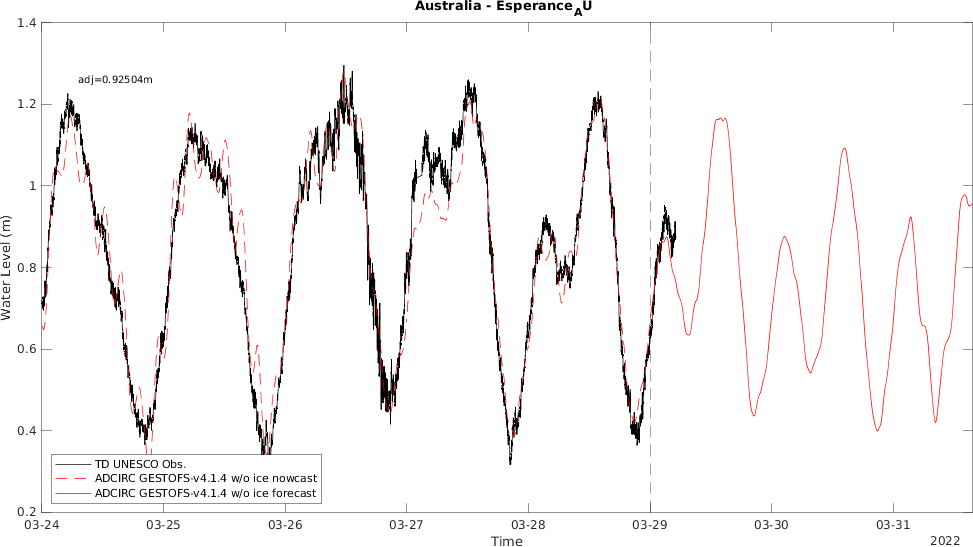 Australia - Esperance_AU
1.4
adj=0.92504m
1.2
1
0.8
0.6
0.4
0.2
Water Level (m)
TD UNESCO Obs.
ADCIRC GESTOFS-v4.1.4 w/o ice nowcast
ADCIRC GESTOFS-v4.1.4 w/o ice forecast
03-24 03-25 03-26 03-27 03-28 03-29 03-30 03-31
Time
2022